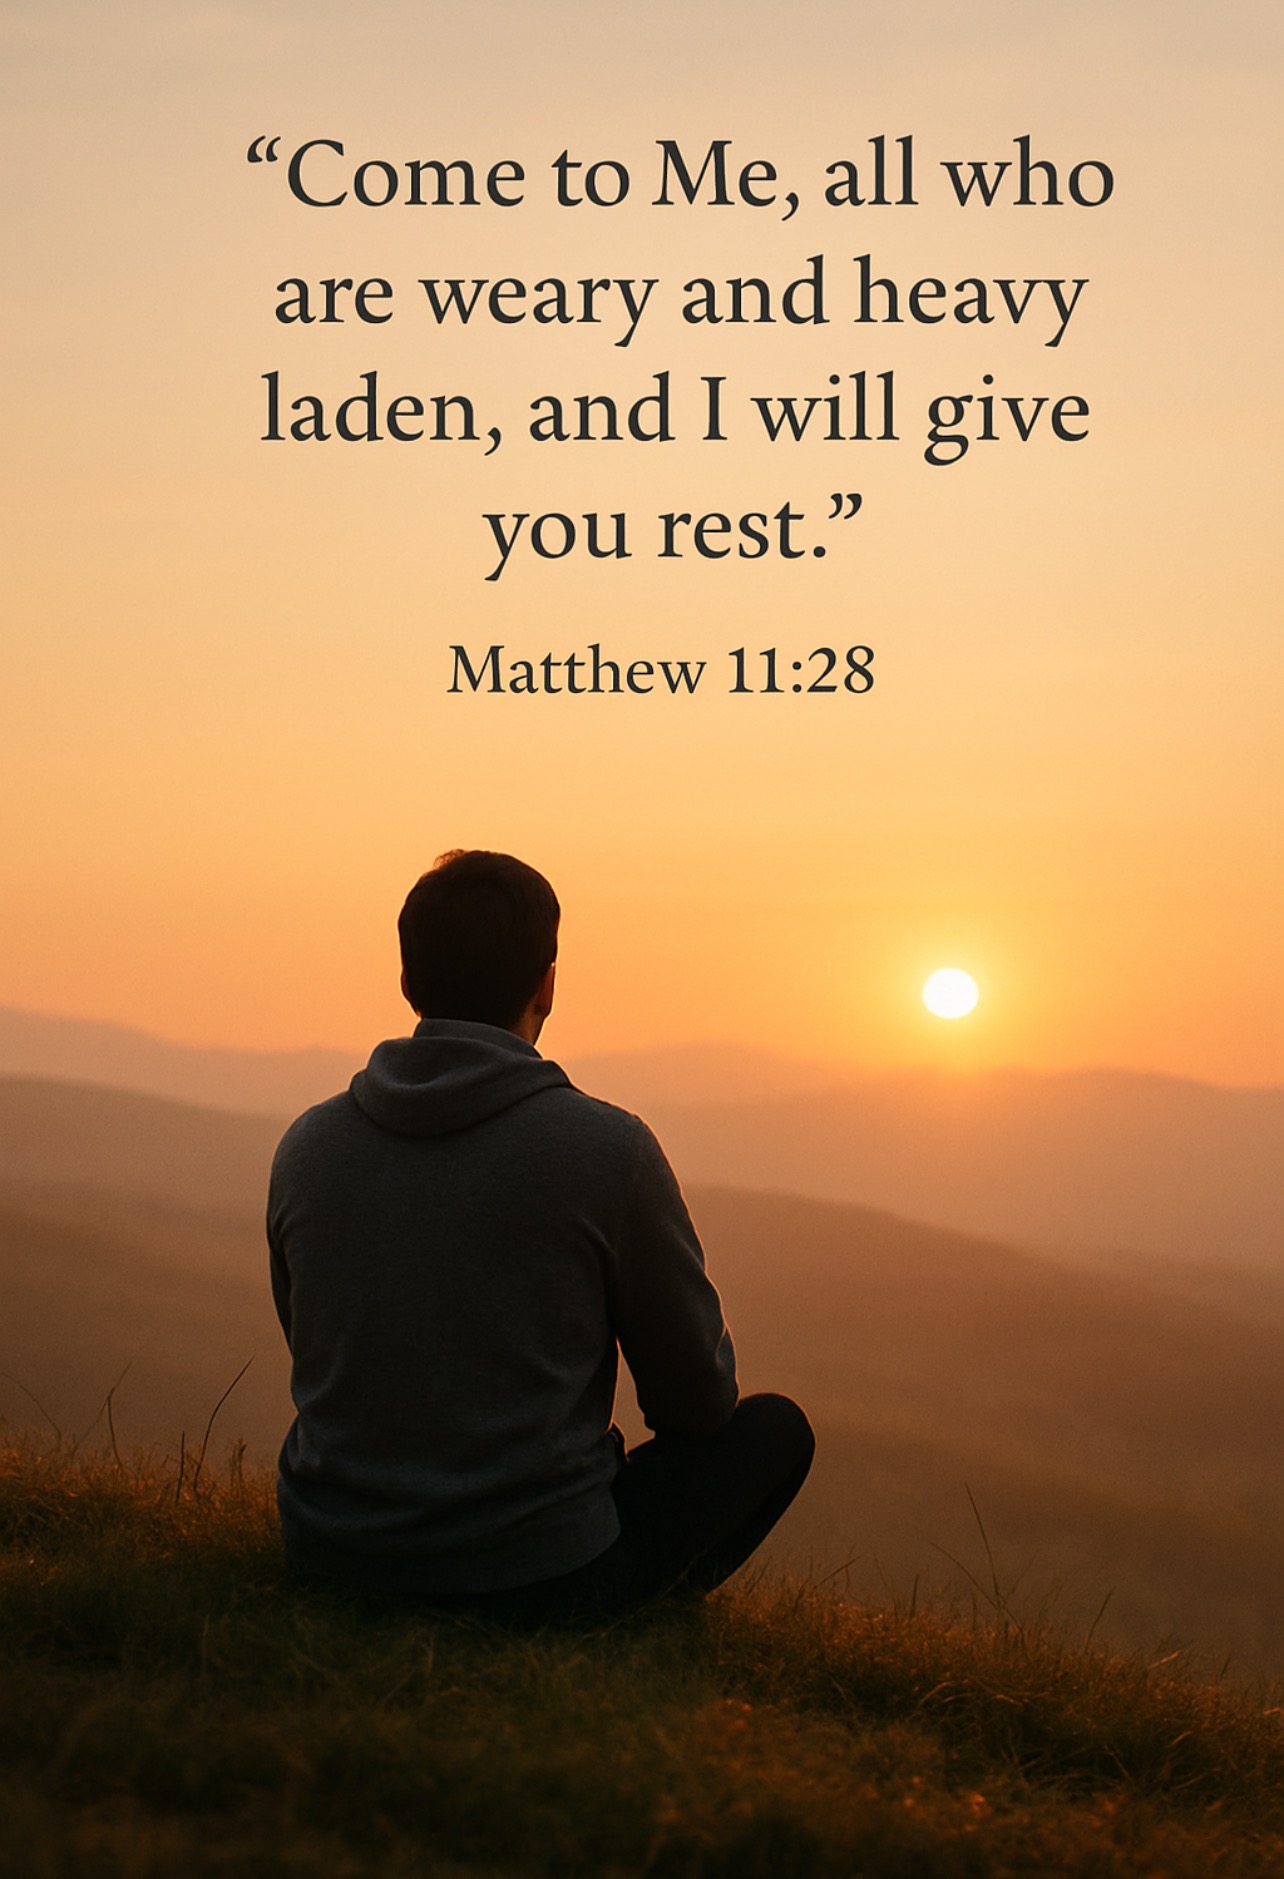 “Come to Me, all who
are weary and heavy
laden, and I will give
you rest.”
Matthew 11:28